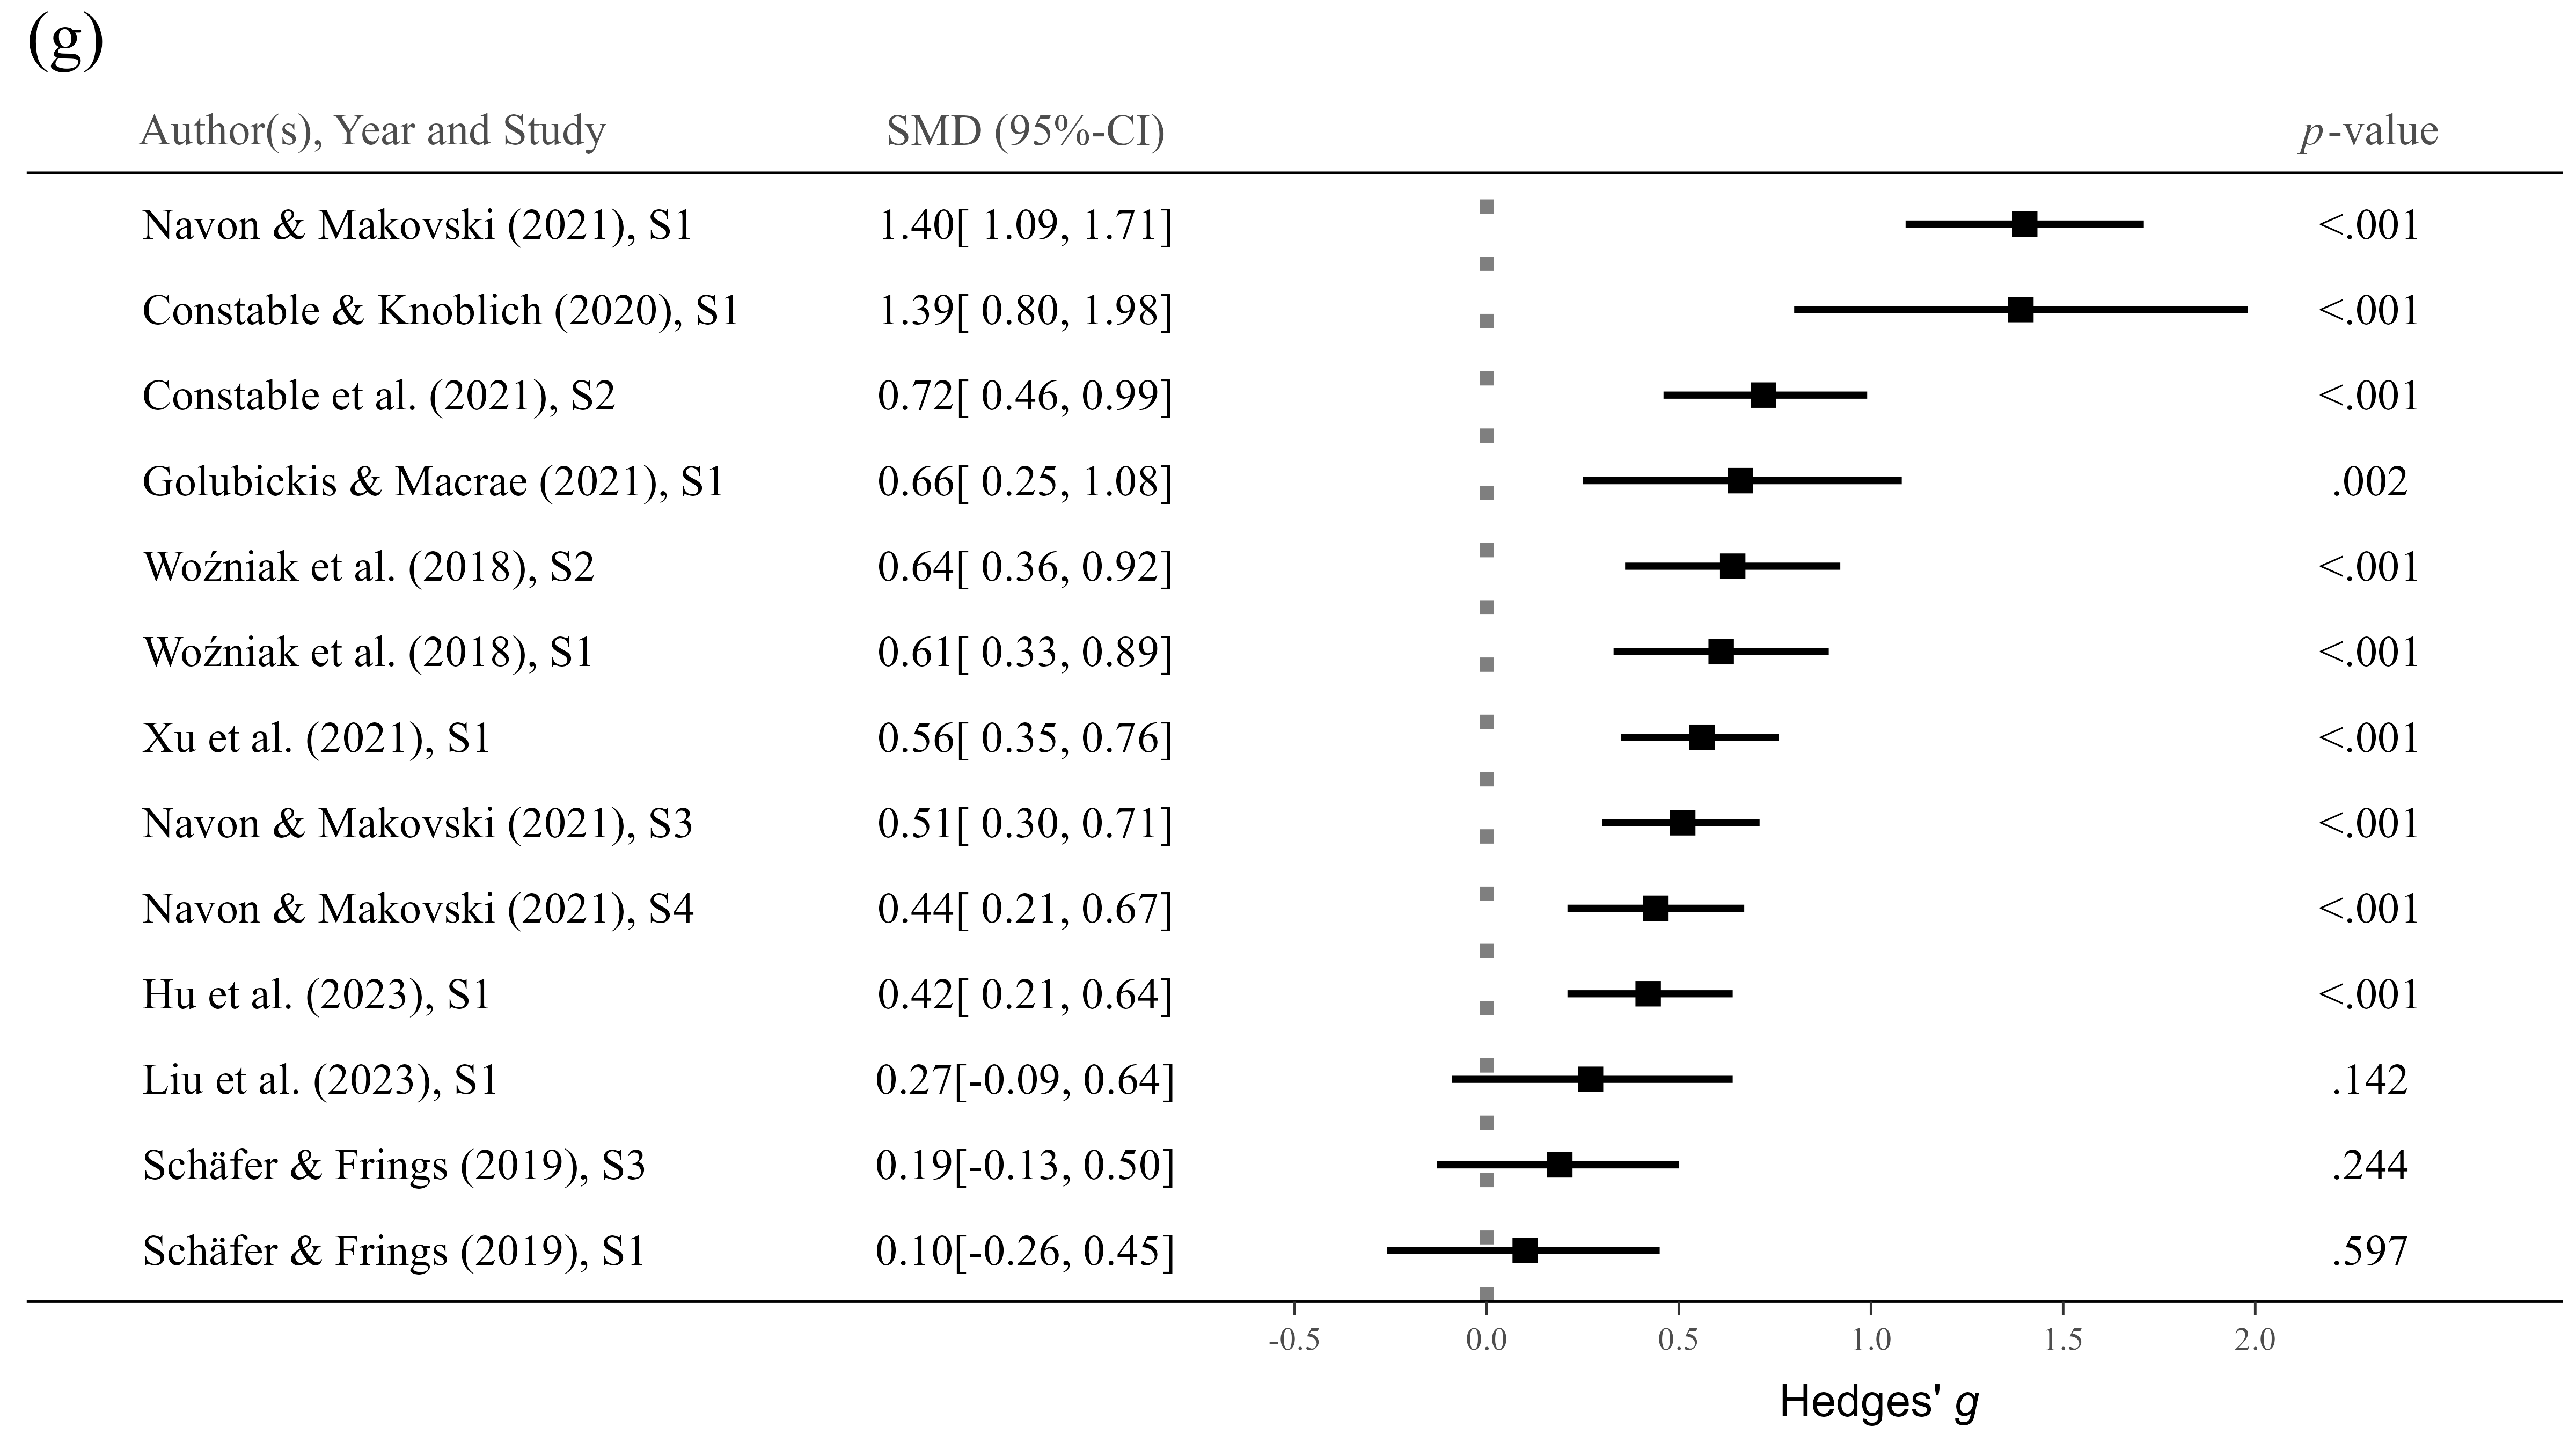 (g)
Author(s), Year and Study SMD (95%-CI) p-value
Navon & Makovski (2021), S1 1.40[ 1.09, 1.71] <.001
Constable & Knoblich (2020), S1 1.39[ 0.80, 1.98] <.001
Constable et al. (2021), S2 0.72[ 0.46, 0.99] <.001
Golubickis & Macrae (2021), S1 0.66[ 0.25, 1.08] .002
Woźniak et al. (2018), S2 0.64[ 0.36, 0.92] <.001
Woźniak et al. (2018), S1 0.61[ 0.33, 0.89] <.001
Xu et al. (2021), S1 0.56[ 0.35, 0.76] <.001
Navon & Makovski (2021), S3 0.51[ 0.30, 0.71] <.001
Navon & Makovski (2021), S4 0.44[ 0.21, 0.67] <.001
Hu et al. (2023), S1 0.42[ 0.21, 0.64] <.001
Liu et al. (2023), S1 0.27[-0.09, 0.64] .142
Schäfer & Frings (2019), S3 0.19[-0.13, 0.50] .244
Schäfer & Frings (2019), S1 0.10[-0.26, 0.45] .597
-0.5 0.0 0.5 1.0 1.5 2.0
Hedges' g